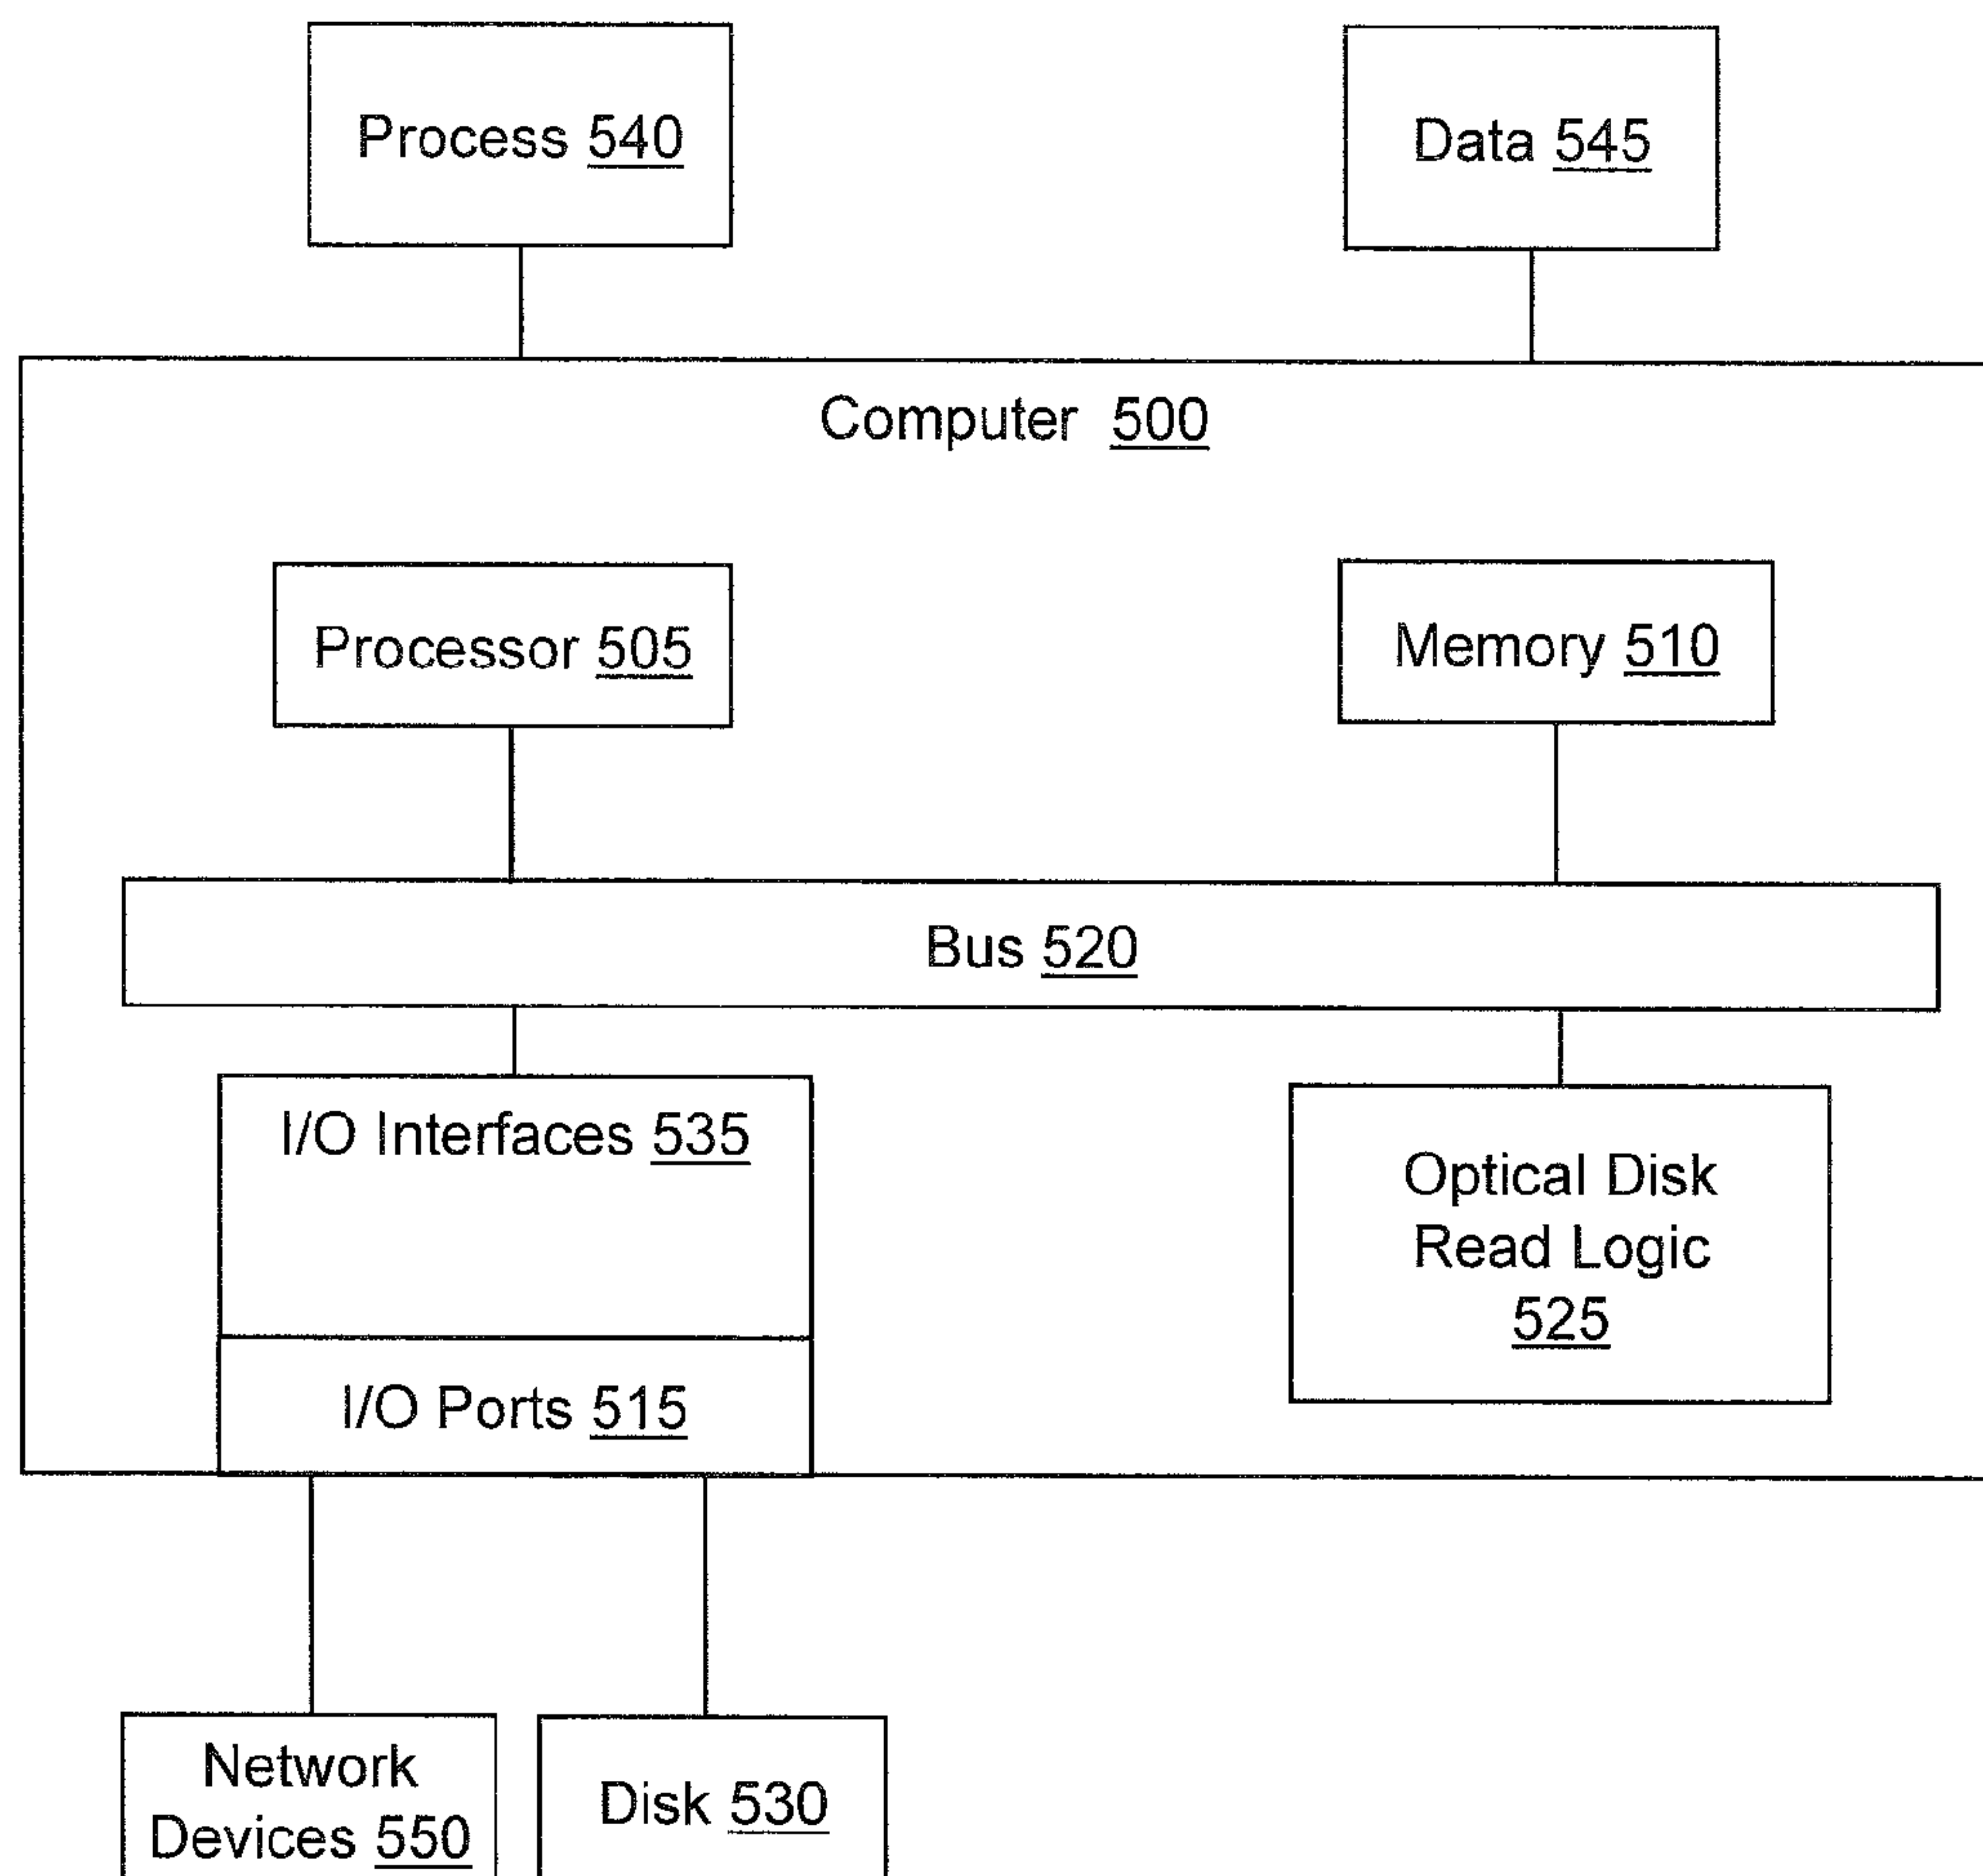 Process 540
Data 545
Computer 500
Processor 505
Memory 510
Bus 520
I/O Interfaces 535
Optical Disk
Read Logic
525
I/O Ports 515
Network
Devices 550
Disk 530